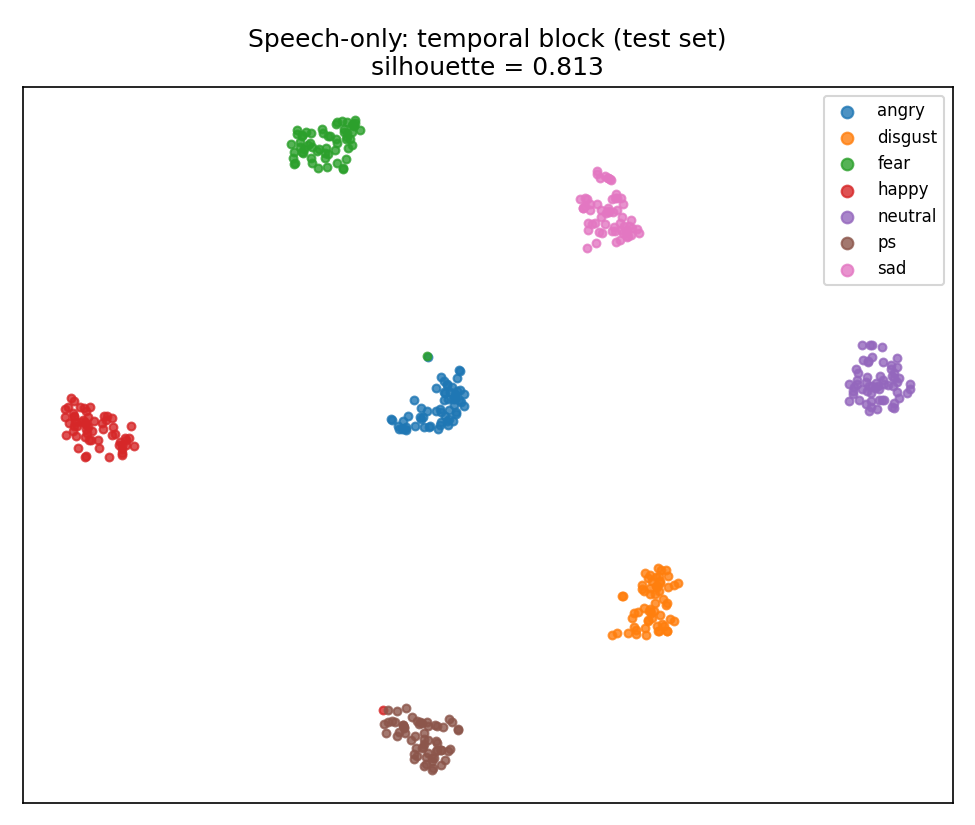 Speech-only: temporal block (test set)
silhouette = 0.813
angry
disgust
fear
happy
neutral
ps
sad